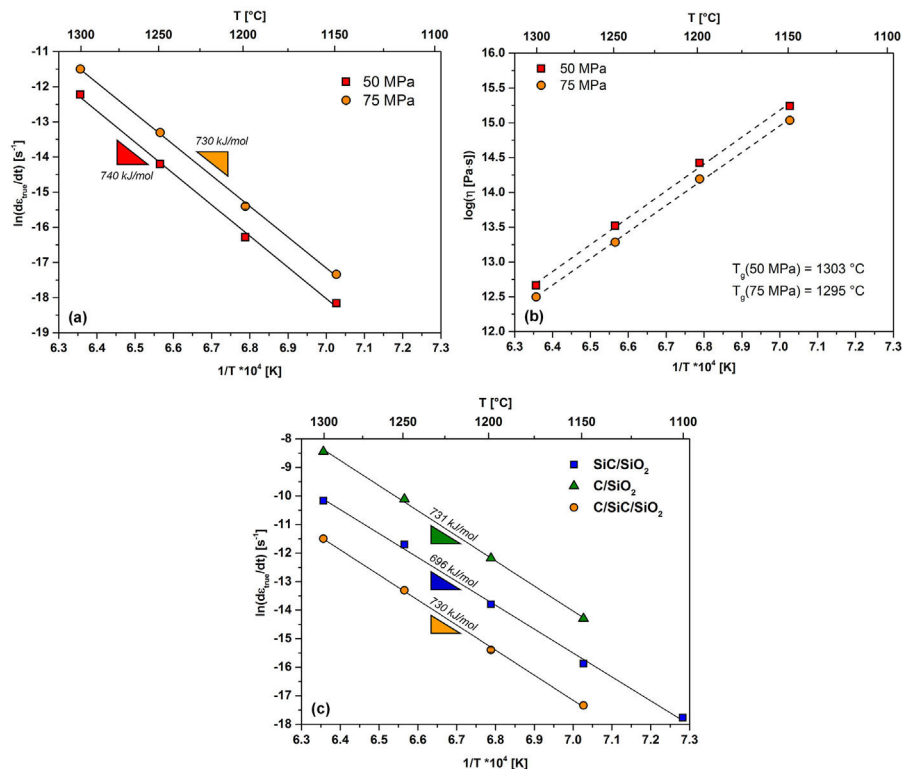 T [°C]
1300 1250 1200 1150 1100
-11
-12
-13
-14
-15
-16
-17
-18
-19
ln(dε_true/dt) [s⁻¹]
50 MPa
75 MPa
730 kJ/mol
740 kJ/mol
(a)
6.3 6.4 6.5 6.6 6.7 6.8 6.9 7.0 7.1 7.2 7.3
1/T *10⁴ [K]
T [°C]
1300 1250 1200 1150 1100
16.0
15.5
15.0
14.5
14.0
13.5
13.0
12.5
12.0
log(η) [Pa·s]
50 MPa
75 MPa
T_g(50 MPa) = 1303 °C
T_g(75 MPa) = 1295 °C
(b)
6.3 6.4 6.5 6.6 6.7 6.8 6.9 7.0 7.1 7.2 7.3
1/T *10⁴ [K]
T [°C]
1300 1250 1200 1150 1100
-8
-9
-10
-11
-12
-13
-14
-15
-16
-17
-18
ln(dε_true/dt) [s⁻¹]
SiC/SiO₂
C/SiO₂
C/SiC/SiO₂
731 kJ/mol
696 kJ/mol
730 kJ/mol
(c)
6.3 6.4 6.5 6.6 6.7 6.8 6.9 7.0 7.1 7.2 7.3
1/T *10⁴ [K]